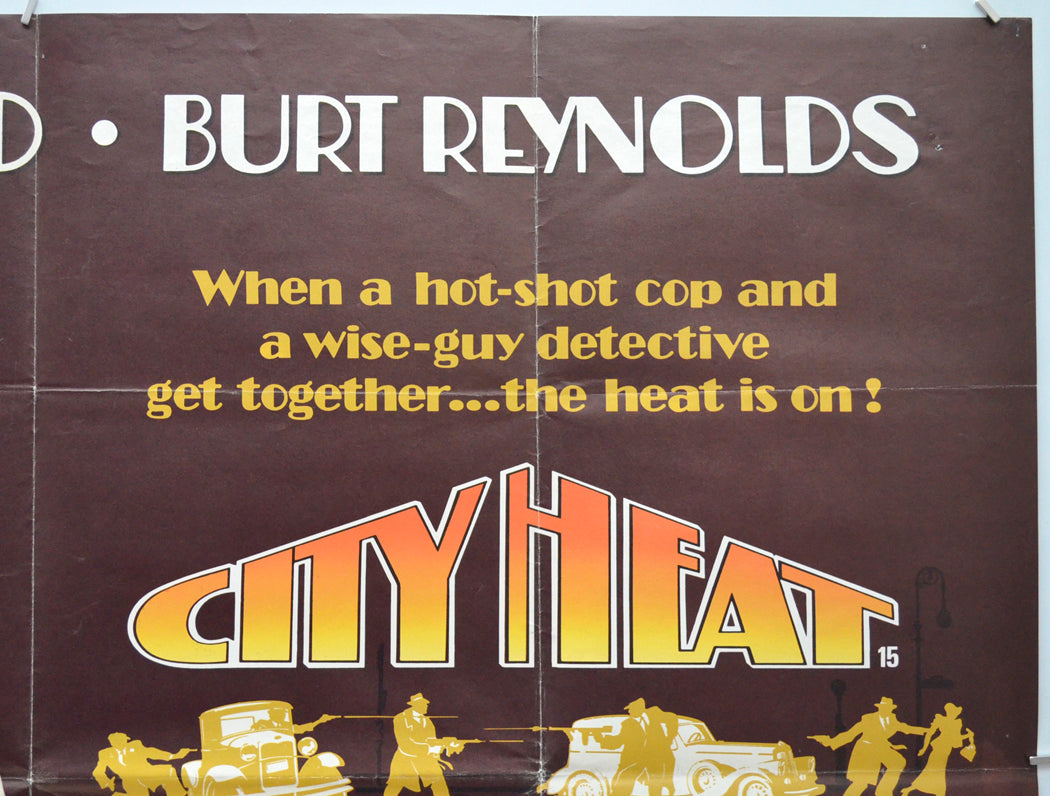 D • BURT REYNOLDS
When a hot-shot cop and
a wise-guy detective
get together...the heat is on!
CITY HEAT
15